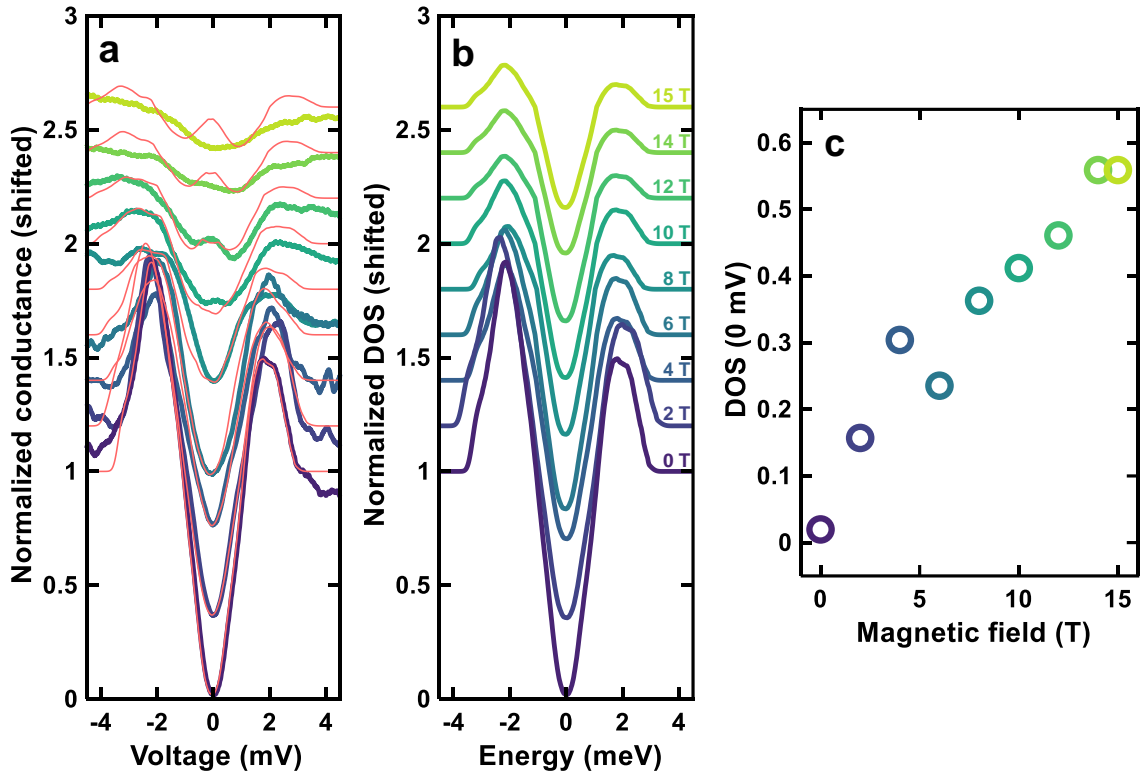 a
3
2.5
2
1.5
1
0.5
0
-4
-2
0
2
4
Voltage (mV)
Normalized conductance (shifted)
b
3
2.5
2
1.5
1
0.5
0
15 T
14 T
12 T
10 T
8 T
6 T
4 T
2 T
0 T
-4
-2
0
2
4
Energy (meV)
Normalized DOS (shifted)
c
0.6
0.5
0.4
0.3
0.2
0.1
0
0
5
10
15
Magnetic field (T)
DOS (0 mV)